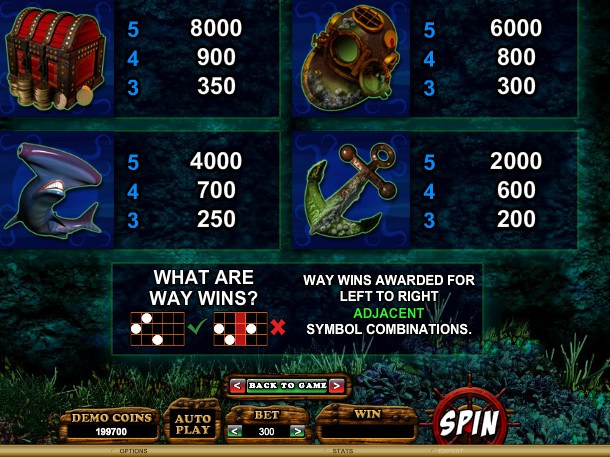 5 8000
4 900
3 350
5 6000
4 800
3 300
5 4000
4 700
3 250
5 2000
4 600
3 200
WHAT ARE
WAY WINS?
WAY WINS AWARDED FOR
LEFT TO RIGHT
ADJACENT
SYMBOL COMBINATIONS.
< BACK TO GAME >
DEMO COINS
199700
AUTO
PLAY
BET
< 300 >
WIN
SPIN
OPTIONS
STATS